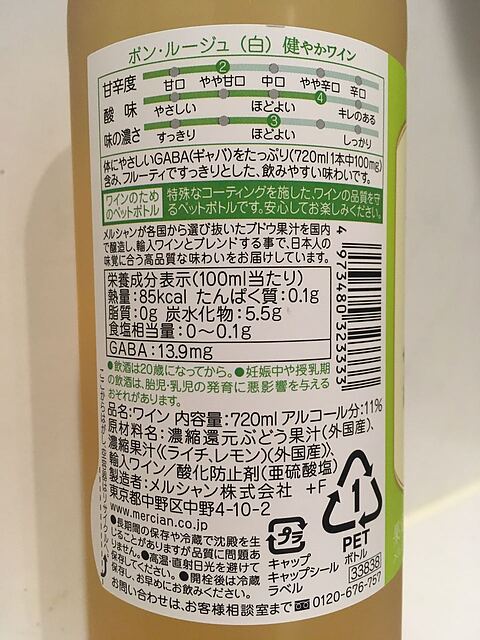 ボン・ルージュ（白）健やかワイン
甘辛度
2
甘口 やや甘口 中口 やや辛口 辛口
酸味
4
やさしい ほどよい キレのある
味の濃さ
3
すっきり ほどよい しっかり
体にやさしいGABA(ギャバ)をたっぷり(720ml1本中100mg)
含み、フルーティですっきりとした、飲みやすい味わいです。
ワインのため
のペットボトル
特殊なコーティングを施した、ワインの品質を守
るペットボトルです。安心してお楽しみください。
メルシャンが各国から選び抜いたブドウ果汁を国内
で醸造し、輸入ワインとブレンドする事で、日本人の
味覚に合う高品質な味わいをお届けしています。
栄養成分表示(100ml当たり)
熱量:85kcal たんぱく質:0.1g
脂質:0g 炭水化物:5.5g
食塩相当量:0～0.1g
GABA:13.9mg
4 973480 323333
●飲酒は20歳になってから。●妊娠中や授乳期
の飲酒は、胎児・乳児の発育に悪影響を与える
おそれがあります。
品名:ワイン 内容量:720ml アルコール分:11%
原材料名:濃縮還元ぶどう果汁(外国産)、
濃縮果汁(ライチ、レモン)(外国産)、
輸入ワイン/酸化防止剤(亜硫酸塩)
製造者:メルシャン株式会社 +F
東京都中野区中野4-10-2
www.mercian.co.jp
●長期間の保存や冷蔵で沈殿を生
じることがありますが品質に問題あ
りません。●高温・直射日光を避けて
保存してください。●開栓後は冷蔵
保存し、お早めにお飲みください。
プラ
キャップ
キャップシール
ラベル
1
PET
ボトル
33838
お問い合わせは、お客様相談室まで 0120-676-757